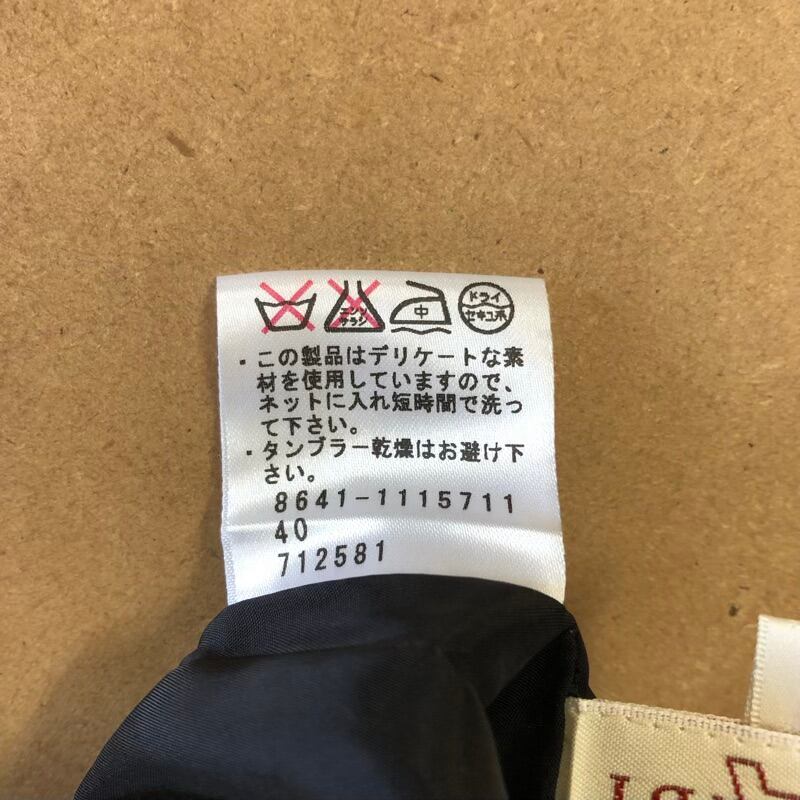 エンソ
サラシ
中
ドライ
セキユ系
・この製品はデリケートな素
材を使用していますので、
ネットに入れ短時間で洗っ
て下さい。
・タンブラー乾燥はお避け下
さい。
8641-1115711
40
712581